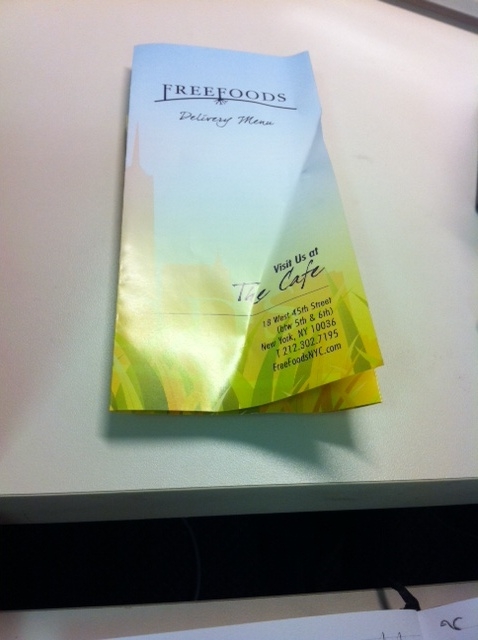 FREEFOODS
Delivery Menu
Visit Us at
The Cafe
18 West 45th Street
(btw 5th & 6th)
New York, NY 10036
T 212.302.7195
FreeFoodsNYC.com